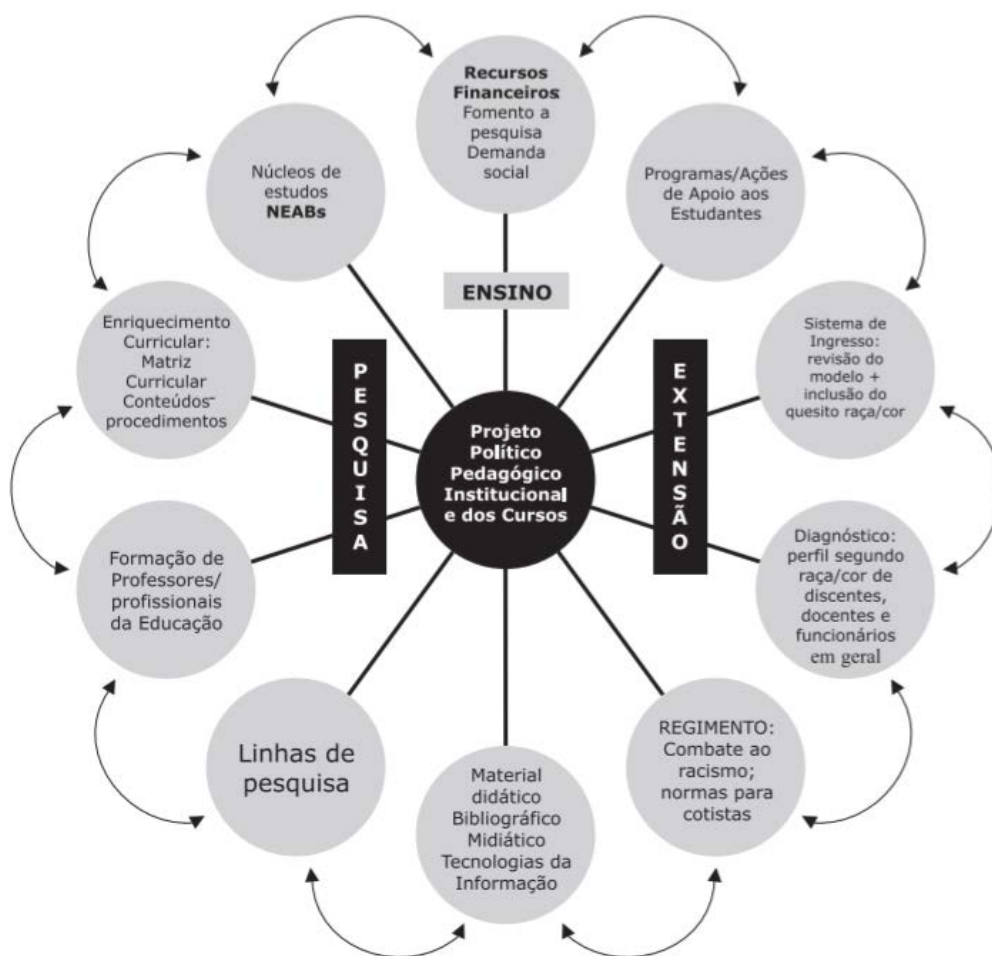 Recursos
Financeiros
Fomento a
pesquisa
Demanda
social
Programas/Ações
de Apoio aos
Estudantes
Sistema de
Ingresso:
revisão do
modelo +
inclusão do
quesito raça/cor
Diagnóstico:
perfil segundo
raça/cor de
discentes,
docentes e
funcionários
em geral
REGIMENTO:
Combate ao
racismo;
normas para
cotistas
Material
didático
Bibliográfico
Midiático
Tecnologias da
Informação
Linhas de
pesquisa
Formação de
Professores/
profissionais
da Educação
Enriquecimento
Curricular:
Matriz
Curricular
Conteúdos-
procedimentos
Núcleos de
estudos
NEABs
ENSINO
PESQUISA
EXTENSÃO
Projeto
Político
Pedagógico
Institucional
e dos Cursos